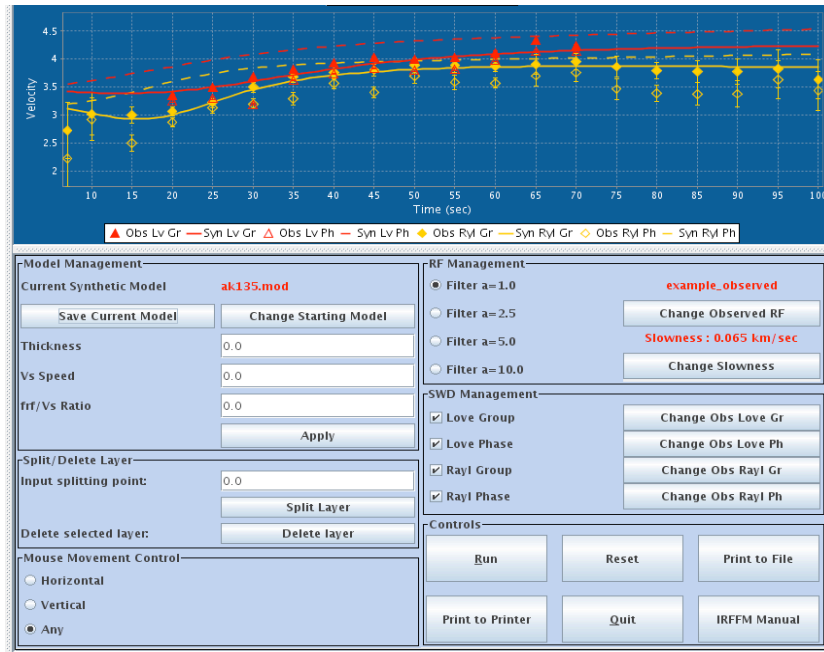 4.5
4
3.5
3
2.5
2
Velocity
10 15 20 25 30 35 40 45 50 55 60 65 70 75 80 85 90 95 100
Time (sec)
Obs Lv Gr Syn Lv Gr Obs Lv Ph Syn Lv Ph Obs Ryl Gr Syn Ryl Gr Obs Ryl Ph Syn Ryl Ph
Model Management
Current Synthetic Model ak135.mod
Save Current Model Change Starting Model
Thickness 0.0
Vs Speed 0.0
frf/Vs Ratio 0.0
Apply
Split/Delete Layer
Input splitting point: 0.0
Split Layer
Delete selected layer: Delete layer
Mouse Movement Control
Horizontal
Vertical
Any
RF Management
Filter a=1.0 example_observed
Filter a=2.5 Change Observed RF
Filter a=5.0 Slowness : 0.065 km/sec
Filter a=10.0 Change Slowness
SWD Management
Love Group Change Obs Love Gr
Love Phase Change Obs Love Ph
Rayl Group Change Obs Rayl Gr
Rayl Phase Change Obs Rayl Ph
Controls
Run Reset Print to File
Print to Printer Quit IRFFM Manual